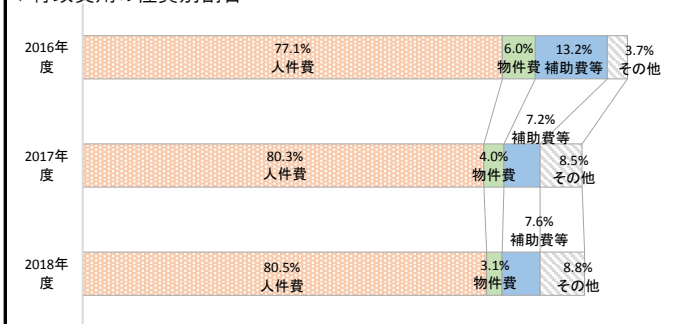 2016年
度
77.1%
人件費
6.0%
物件費
13.2%
補助費等
3.7%
その他
2017年
度
80.3%
人件費
4.0%
物件費
7.2%
補助費等
8.5%
その他
2018年
度
80.5%
人件費
3.1%
物件費
7.6%
補助費等
8.8%
その他